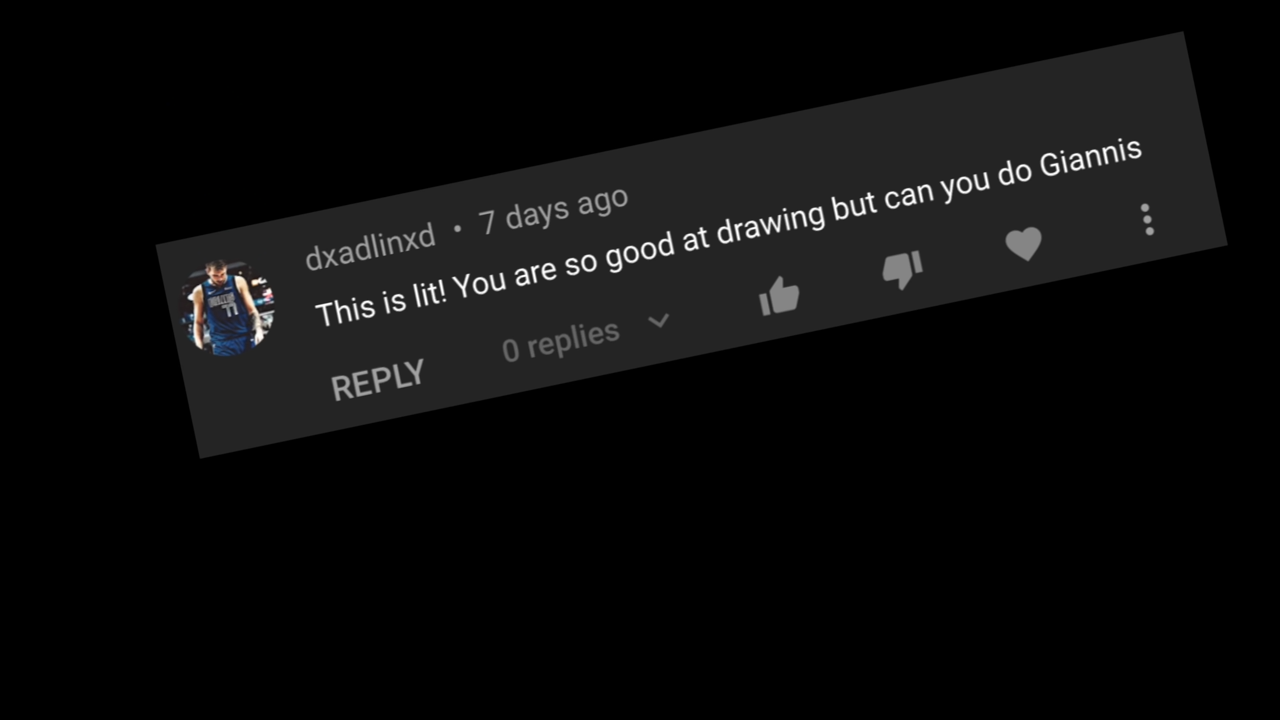 dxadlinxd • 7 days ago
This is lit! You are so good at drawing but can you do Giannis
REPLY 0 replies
77